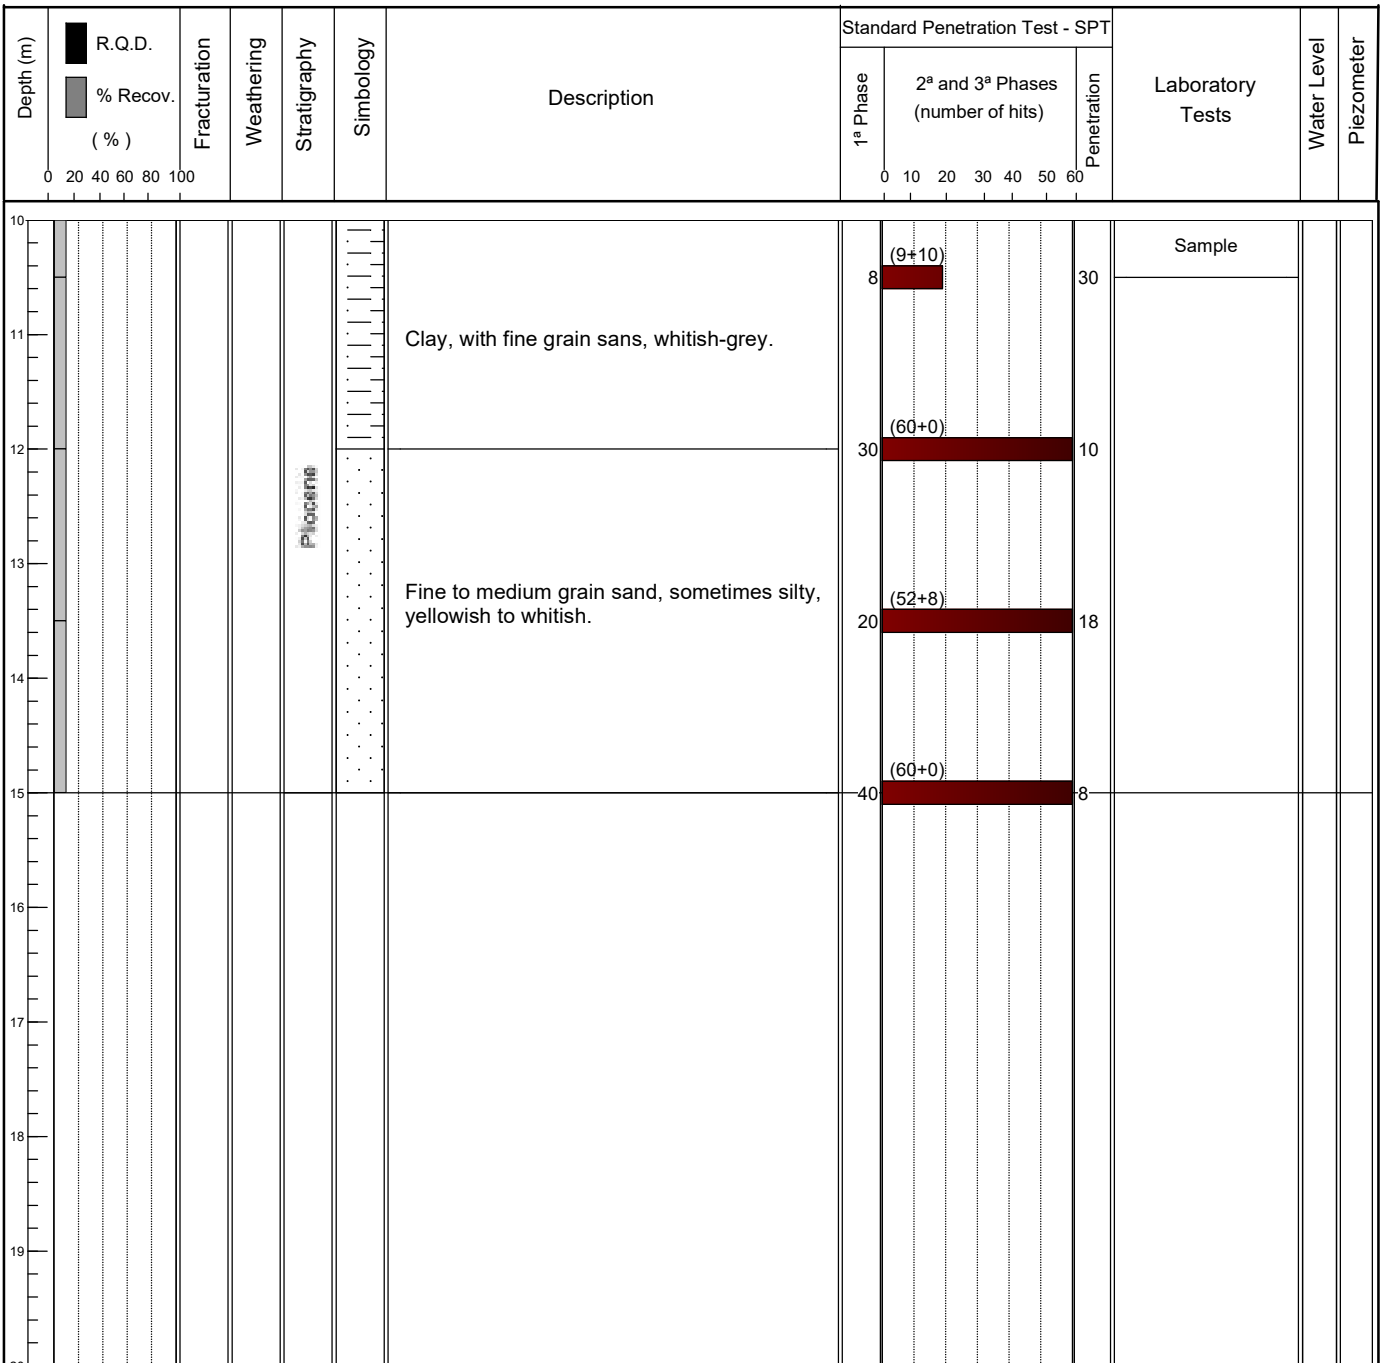 Depth (m)
R.Q.D.
% Recov.
( % )
0 20 40 60 80 100
Fracturation
Weathering
Stratigraphy
Simbology
Description
Standard Penetration Test - SPT
1ª Phase
2ª and 3ª Phases
(number of hits)
0 10 20 30 40 50 60
Penetration
Laboratory
Tests
Water Level
Piezometer
10
Sample
(9+10)
8 30
11
Clay, with fine grain sans, whitish-grey.
(60+0)
12 30 10
Pliocene
13
Fine to medium grain sand, sometimes silty,
yellowish to whitish.
(52+8)
20 18
14
(60+0)
15 40 8
16
17
18
19